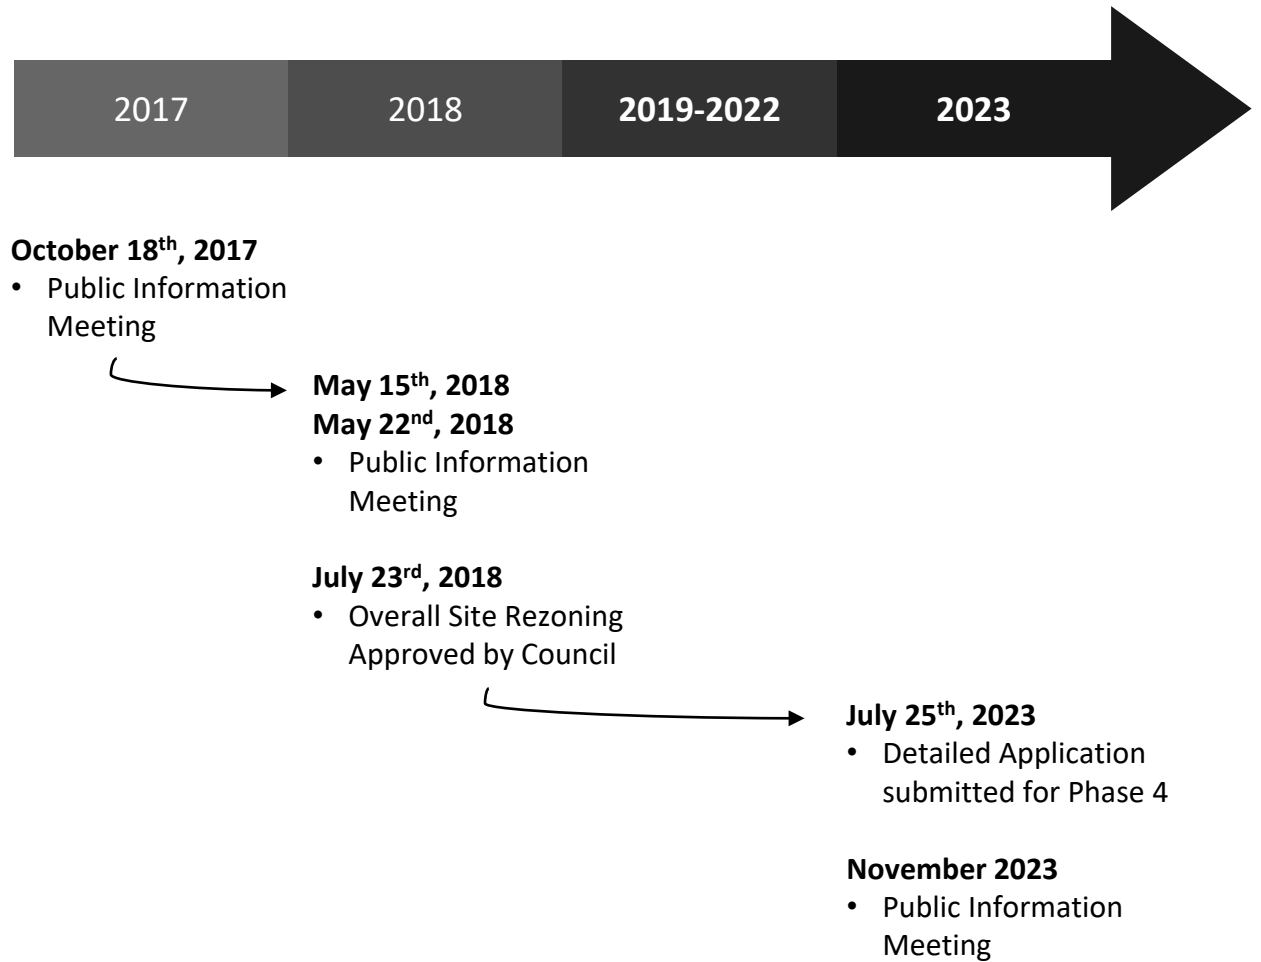 2017
2018
2019-2022
2023
October 18th, 2017
• Public Information
Meeting
May 15th, 2018
May 22nd, 2018
• Public Information
Meeting
July 23rd, 2018
• Overall Site Rezoning
Approved by Council
July 25th, 2023
• Detailed Application
submitted for Phase 4
November 2023
• Public Information
Meeting